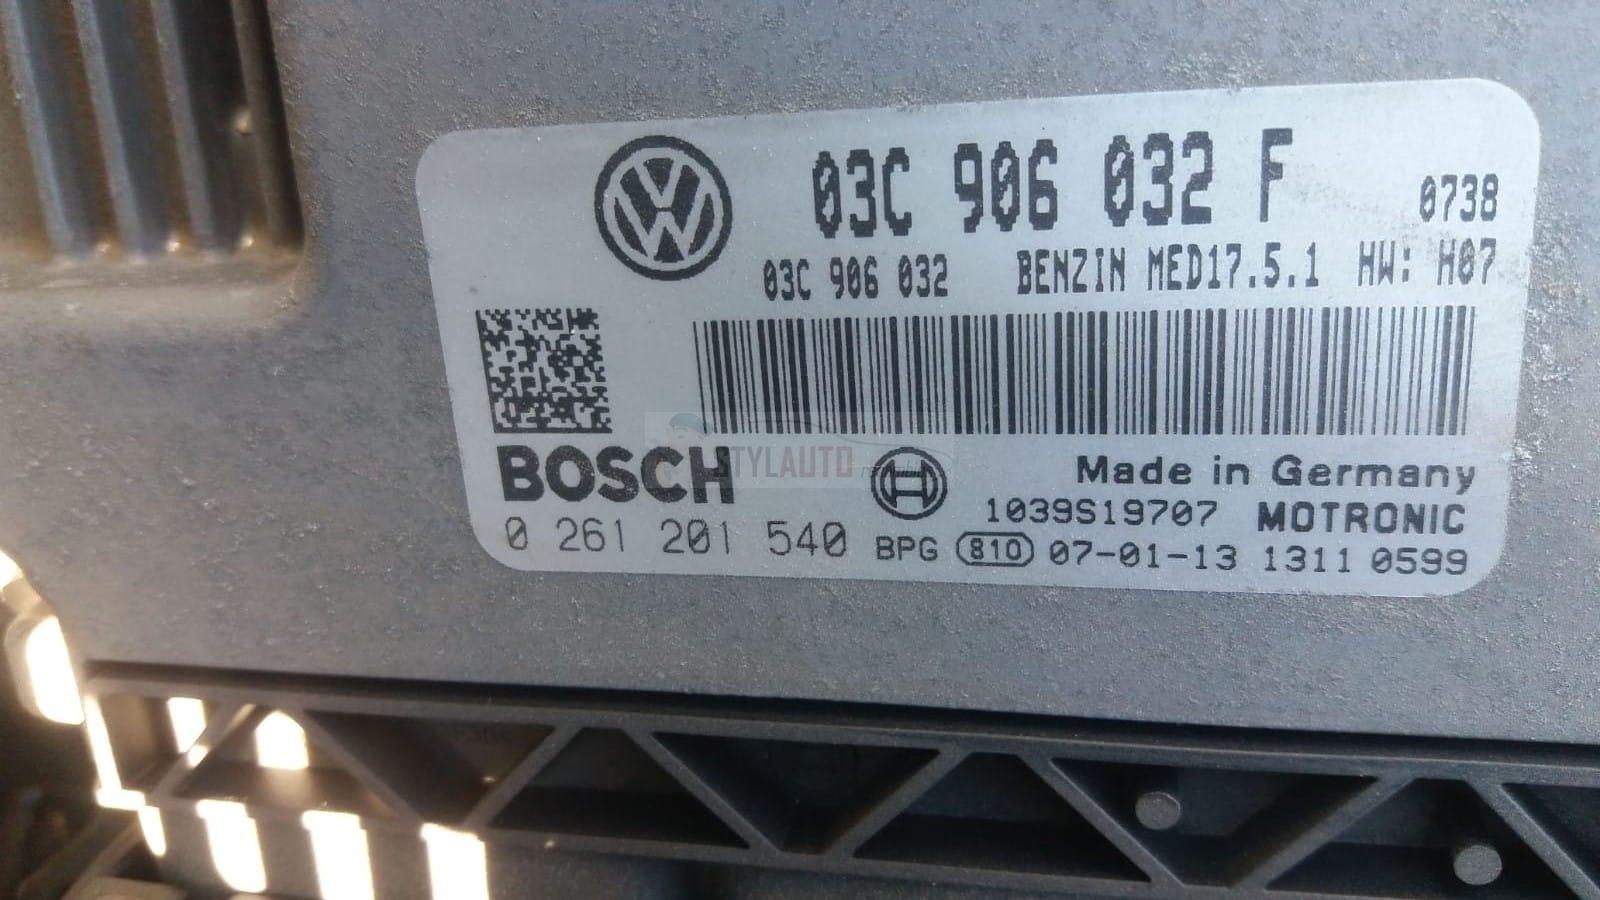 03C 906 032 F 0738
03C 906 032 BENZIN MED17.5.1 HW: H07
BOSCH
STYLAUTO
Made in Germany
1039S19707 MOTRONIC
0 261 201 540 BPG 810 07-01-13 1311 0599